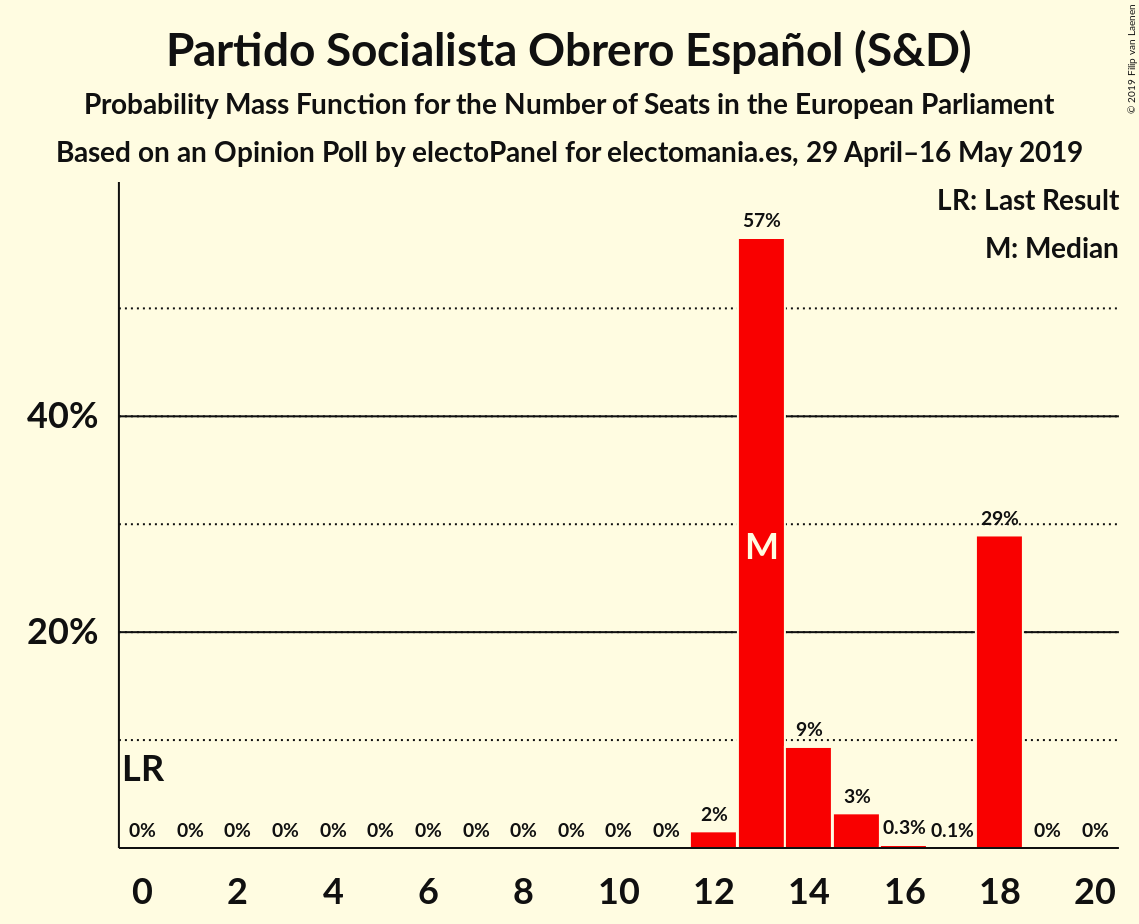 Partido Socialista Obrero Español (S&D)
Probability Mass Function for the Number of Seats in the European Parliament
Based on an Opinion Poll by electoPanel for electomania.es, 29 April–16 May 2019
© 2019 Filip van Laenen
LR: Last Result
M: Median
57%
40%
29%
M
20%
9%
LR
3%
2%
0% 0% 0% 0% 0% 0% 0% 0% 0% 0% 0% 0% 0.3% 0.1% 0% 0%
0 2 4 6 8 10 12 14 16 18 20